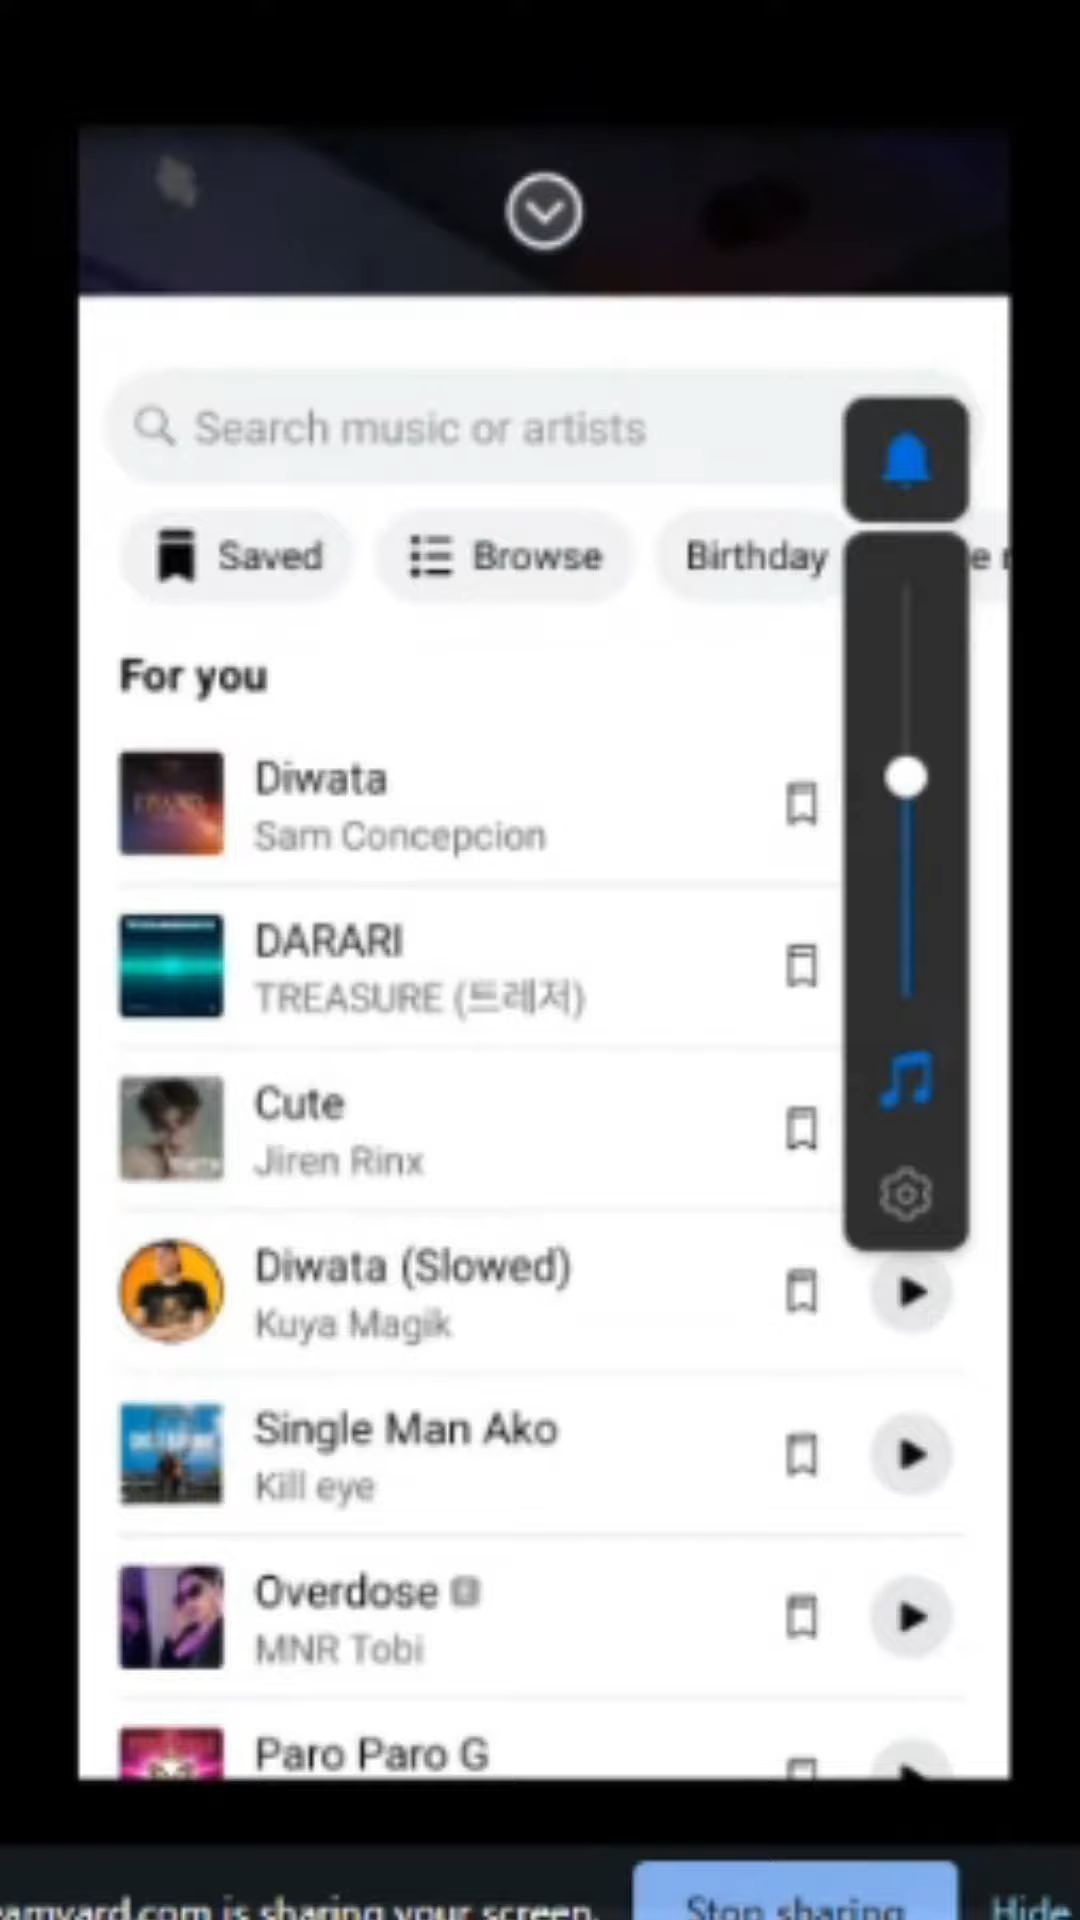 Search music or artists
Saved
Browse
Birthday
For you
Diwata
Sam Concepcion
DARARI
TREASURE (트레저)
Cute
Jiren Rinx
Diwata (Slowed)
Kuya Magik
Single Man Ako
Kill eye
Overdose
MNR Tobi
Paro Paro G
eamyard.com is sharing your screen.
Stop sharing
Hide